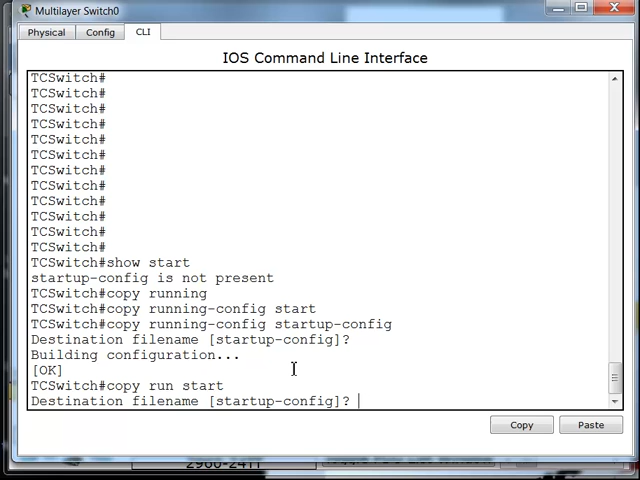 Multilayer Switch0
Physical Config CLI
IOS Command Line Interface
TCSwitch#
TCSwitch#
TCSwitch#
TCSwitch#
TCSwitch#
TCSwitch#
TCSwitch#
TCSwitch#
TCSwitch#
TCSwitch#
TCSwitch#
TCSwitch#
TCSwitch#show start
startup-config is not present
TCSwitch#copy running
TCSwitch#copy running-config start
TCSwitch#copy running-config startup-config
Destination filename [startup-config]?
Building configuration...
[OK]
TCSwitch#copy run start
Destination filename [startup-config]?
Copy Paste
2960-24TT